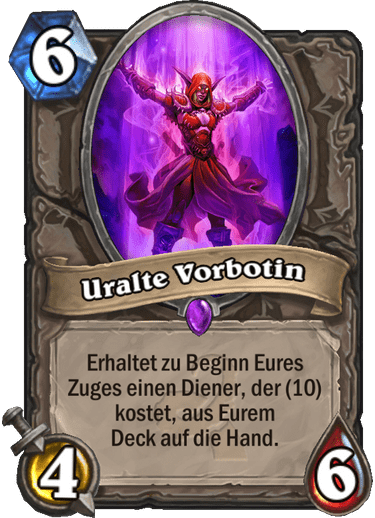 6
Uralte Vorbotin
Erhaltet zu Beginn Eures
Zuges einen Diener, der (10)
kostet, aus Eurem
Deck auf die Hand.
4
6